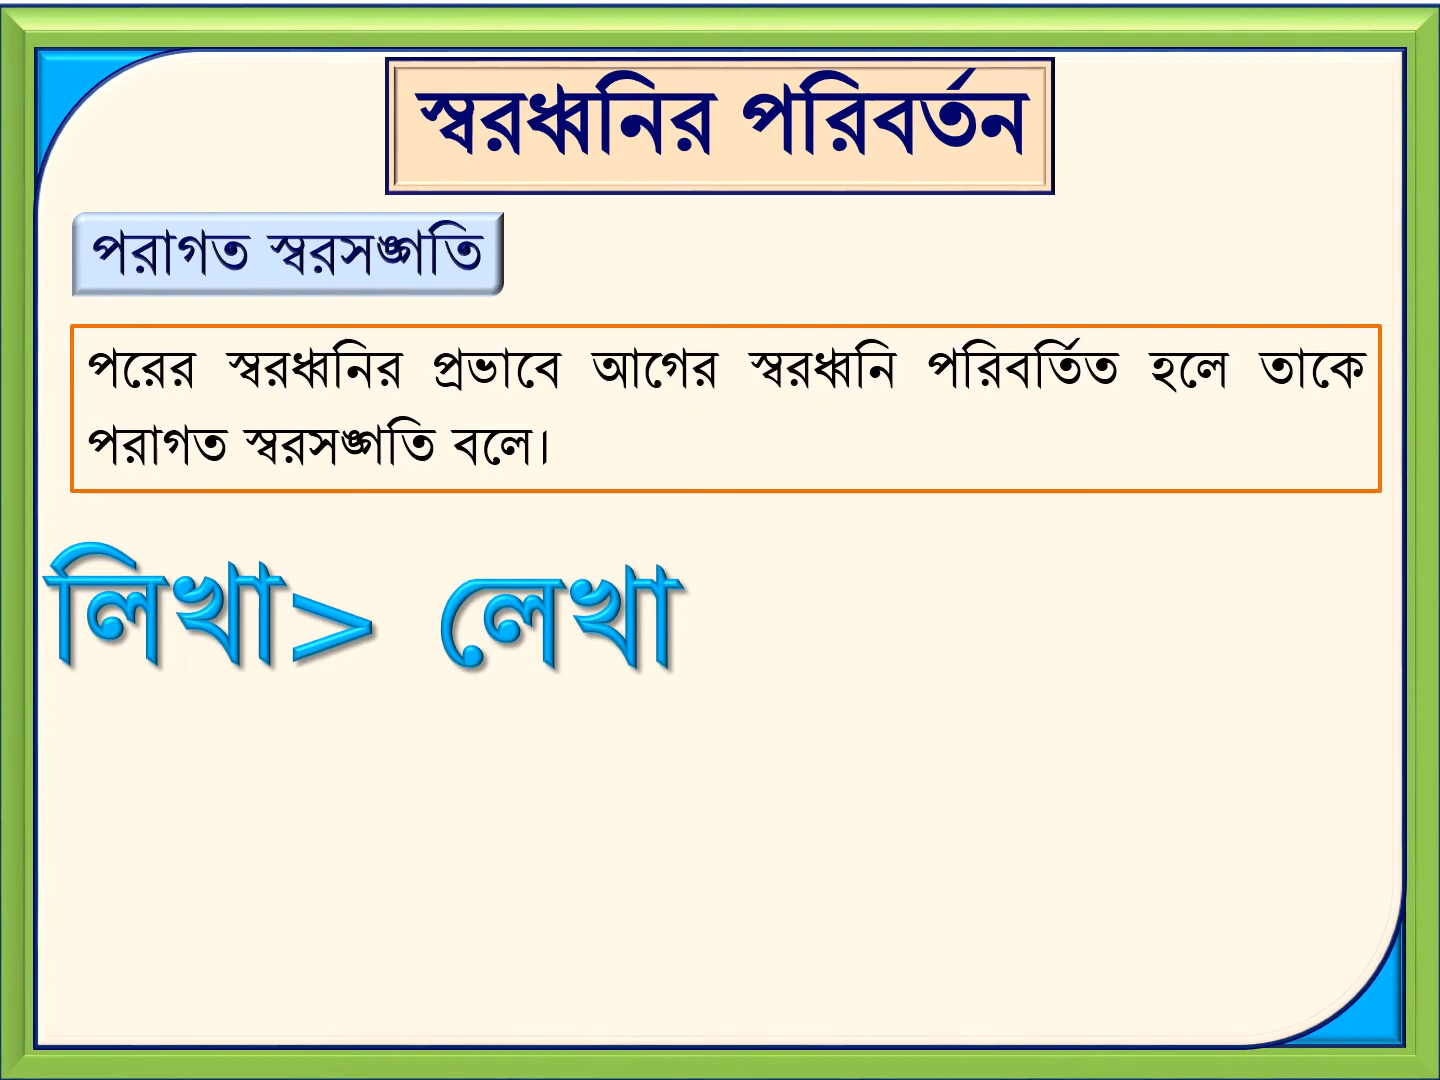 স্বরধ্বনির পরিবর্তন
পরাগত স্বরসঙ্গতি
পরের স্বরধ্বনির প্রভাবে আগের স্বরধ্বনি পরিবর্তিত হলে তাকে
পরাগত স্বরসঙ্গতি বলে।
লিখা> লেখা